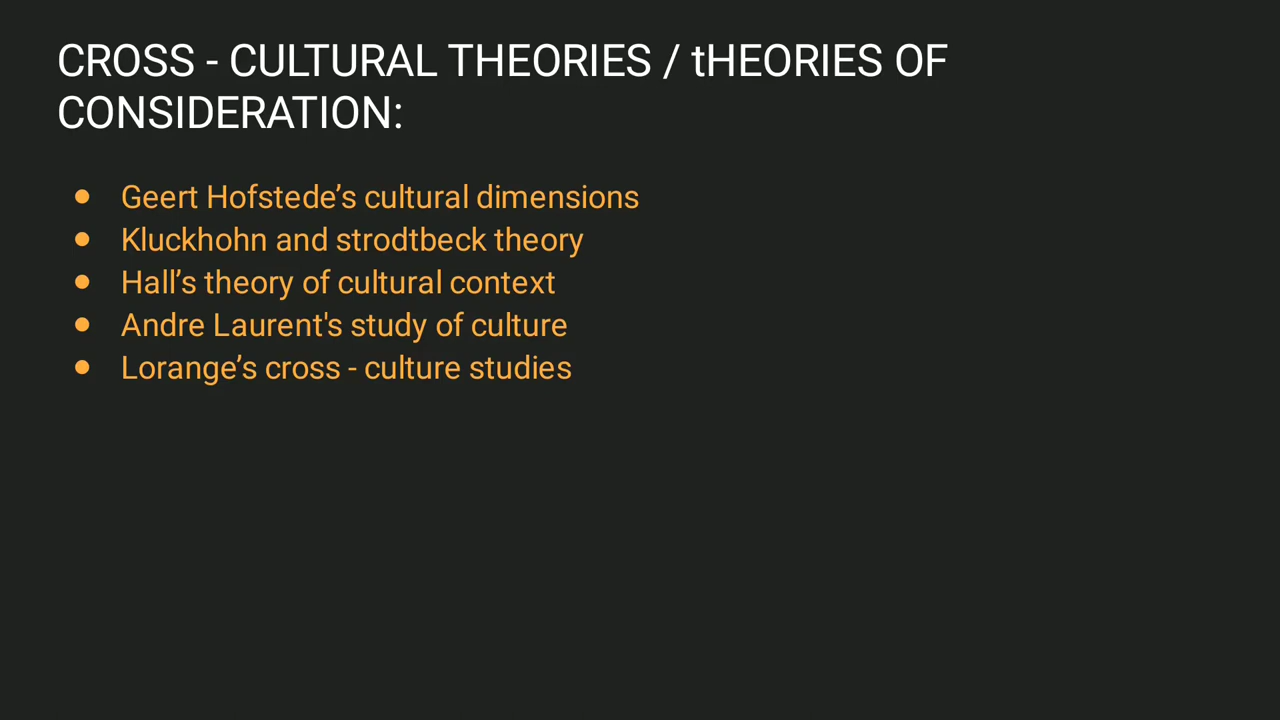 CROSS - CULTURAL THEORIES / tHEORIES OF
CONSIDERATION:
● Geert Hofstede’s cultural dimensions
● Kluckhohn and strodtbeck theory
● Hall’s theory of cultural context
● Andre Laurent's study of culture
● Lorange’s cross - culture studies